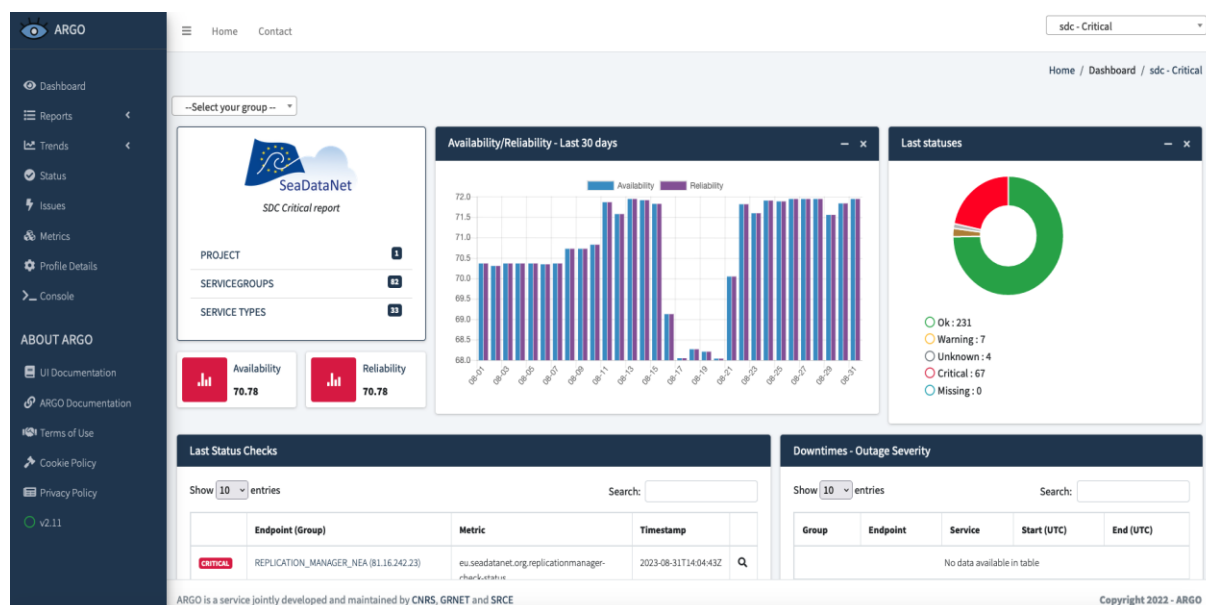 ARGO
Home Contact
sdc - Critical
Home / Dashboard / sdc - Critical
Dashboard
Reports
Trends
Status
Issues
Metrics
Profile Details
Console
ABOUT ARGO
UI Documentation
ARGO Documentation
Terms of Use
Cookie Policy
Privacy Policy
v2.11
--Select your group --
SeaDataNet
SDC Critical report
PROJECT 1
SERVICEGROUPS 82
SERVICE TYPES 33
Availability
70.78
Reliability
70.78
Availability/Reliability - Last 30 days
Availability Reliability
72.0
71.5
71.0
70.5
70.0
69.5
69.0
68.5
68.0
08-01 08-03 08-05 08-07 08-09 08-11 08-13 08-15 08-17 08-19 08-21 08-23 08-25 08-27 08-29 08-31
Last statuses
Ok : 231
Warning : 7
Unknown : 4
Critical : 67
Missing : 0
Last Status Checks
Show 10 entries Search:
Endpoint (Group) Metric Timestamp
CRITICAL REPLICATION_MANAGER_NEA (81.16.242.23) eu.seadatanet.org.replicationmanager- 2023-08-31T14:04:43Z
check-status
Downtimes - Outage Severity
Show 10 entries Search:
Group Endpoint Service Start (UTC) End (UTC)
No data available in table
ARGO is a service jointly developed and maintained by CNRS, GRNET and SRCE
Copyright 2022 - ARGO